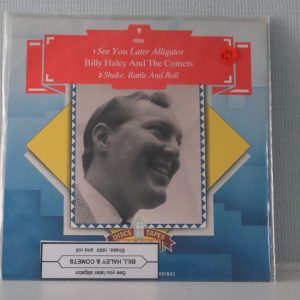 1956
1 See You Later Alligator
Billy Haley And The Comets
2 Shake, Rattle And Roll
DISCS
TAPES
See you later alligator
BILL HALEY & COMETS
Shake, rattle and roll